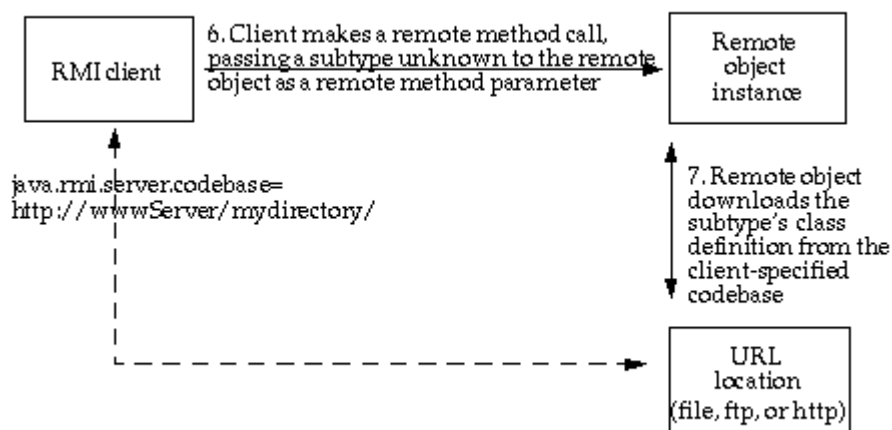 RMI client
6. Client makes a remote method call,
passing a subtype unknown to the remote
object as a remote method parameter
Remote
object
instance
java.rmi.server.codebase=
http://wwwServer/mydirectory/
7. Remote object
downloads the
subtype's class
definition from the
client-specified
codebase
URL
location
(file, ftp, or http)